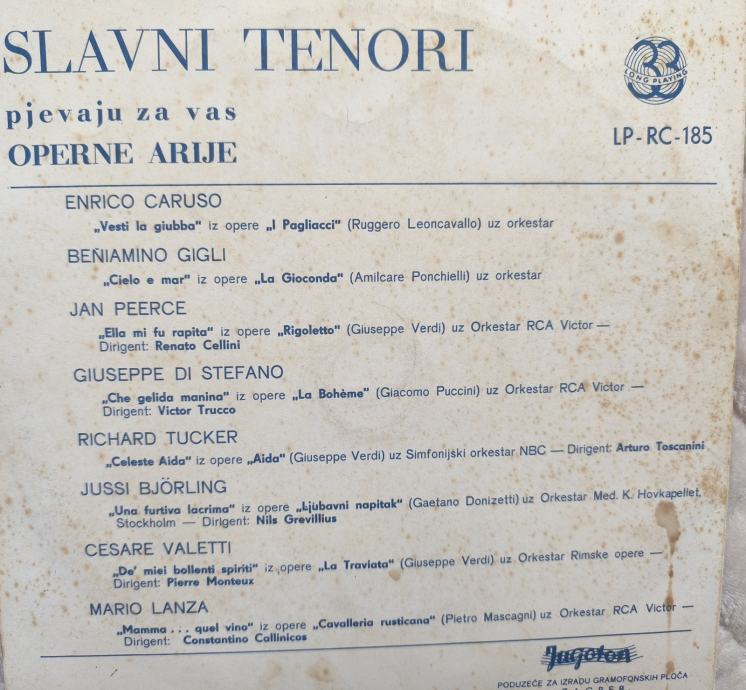 SLAVNI TENORI
pjevaju za vas
OPERNE ARIJE
33
LONG PLAYING
LP-RC-185
ENRICO CARUSO
„Vesti la giubba“ iz opere „I Pagliacci“ (Ruggero Leoncavallo) uz orkestar
BENIAMINO GIGLI
„Cielo e mar“ iz opere „La Gioconda“ (Amilcare Ponchielli) uz orkestar
JAN PEERCE
„Ella mi fu rapita“ iz opere „Rigoletto“ (Giuseppe Verdi) uz Orkestar RCA Victor —
Dirigent: Renato Cellini
GIUSEPPE DI STEFANO
„Che gelida manina“ iz opere „La Bohème“ (Giacomo Puccini) uz Orkestar RCA Victor —
Dirigent: Victor Trucco
RICHARD TUCKER
„Celeste Aida“ iz opere „Aida“ (Giuseppe Verdi) uz Simfonijski orkestar NBC — Dirigent: Arturo Toscanini
JUSSI BJÖRLING
„Una furtiva lacrima“ iz opere „Ljubavni napitak“ (Gaetano Donizetti) uz Orkestar Med. K. Hovkapellet,
Stockholm — Dirigent: Nils Grevillius
CESARE VALETTI
„De' miei bollenti spiriti“ iz opere „La Traviata“ (Giuseppe Verdi) uz Orkestar Rimske opere —
Dirigent: Pierre Monteux
MARIO LANZA
„Mamma . . . quel vino“ iz opere „Cavalleria rusticana“ (Pietro Mascagni) uz Orkestar RCA Victor —
Dirigent: Constantino Callinicos
Jugoton
PODUZEĆE ZA IZRADU GRAMOFONSKIH PLOČA